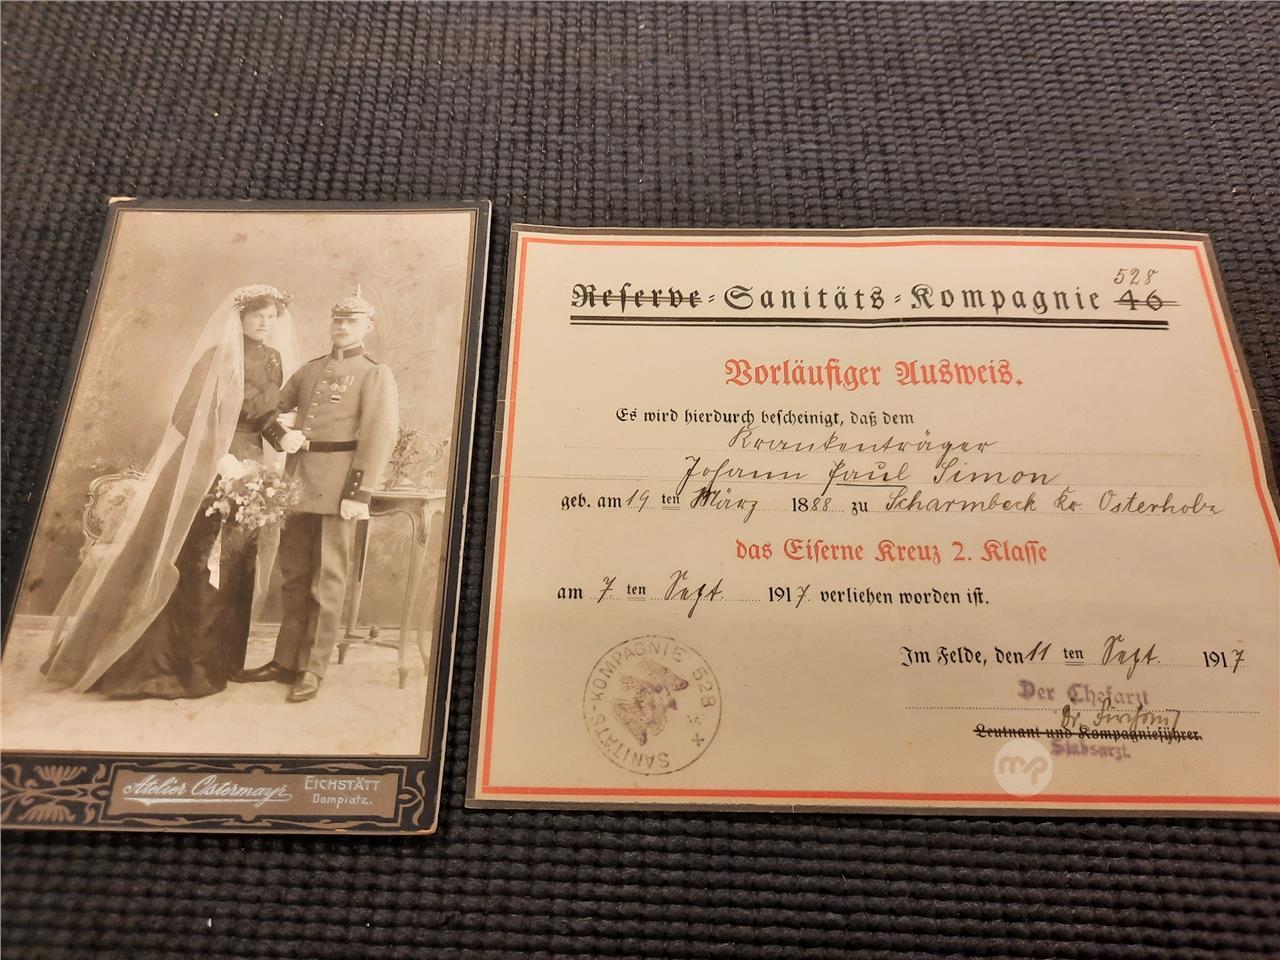 Atelier Ostermayr
EICHSTÄTT
Domplatz.
528
Reserve-Sanitäts-Kompagnie 46
Vorläufiger Ausweis.
Es wird hierdurch bescheinigt, daß dem
Krankenträger
Johann Paul Simon
geb. am 19 ten März 1888 zu Scharmbeck Kr. Osterholz
das Eiserne Kreuz 2. Klasse
am 7. ten Sept. 1917 verliehen worden ist.
Im Felde, den 11 ten Sept. 1917
Der Chefarzt
Dr.
Leutnant und Kompagnieführer.
Stabsarzt.
SANITÄTS-KOMPAGNIE 528
mp